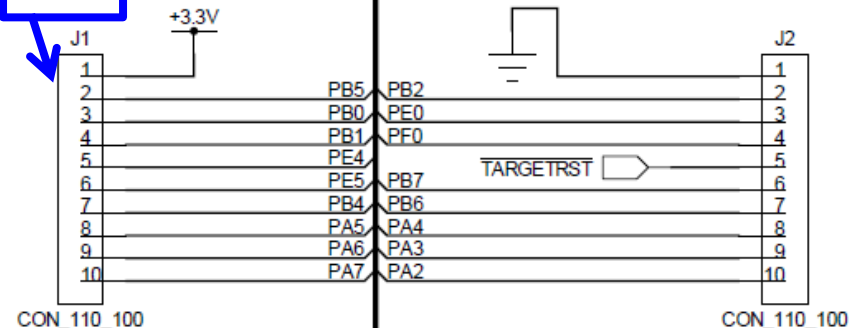 +3.3V
J1
J2
1
1
2 PB5 PB2 2
3 PB0 PE0 3
4 PB1 PF0 4
5 PE4 TARGETRST 5
6 PE5 PB7 6
7 PB4 PB6 7
8 PA5 PA4 8
9 PA6 PA3 9
10 PA7 PA2 10
CON_110_100 CON_110_100